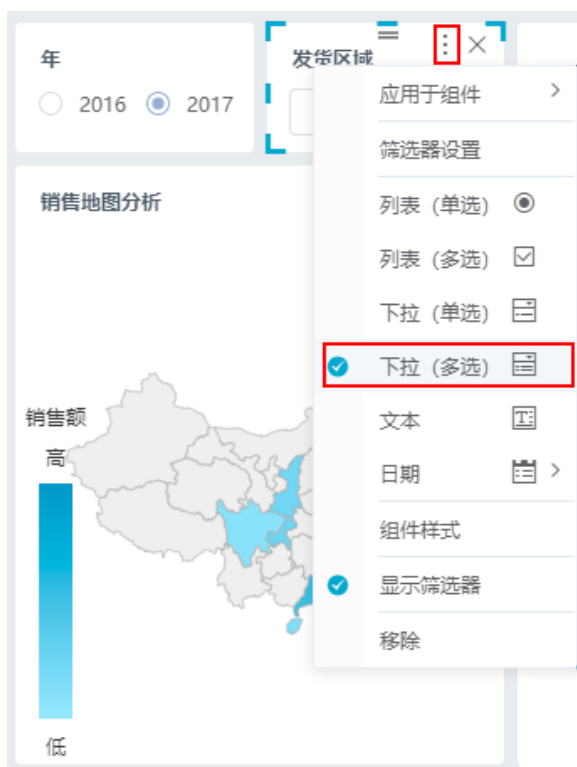 年
2016
2017
发货区域
应用于组件
筛选器设置
列表 (单选)
列表 (多选)
下拉 (单选)
下拉 (多选)
文本
日期
组件样式
显示筛选器
移除
销售地图分析
销售额
高
低